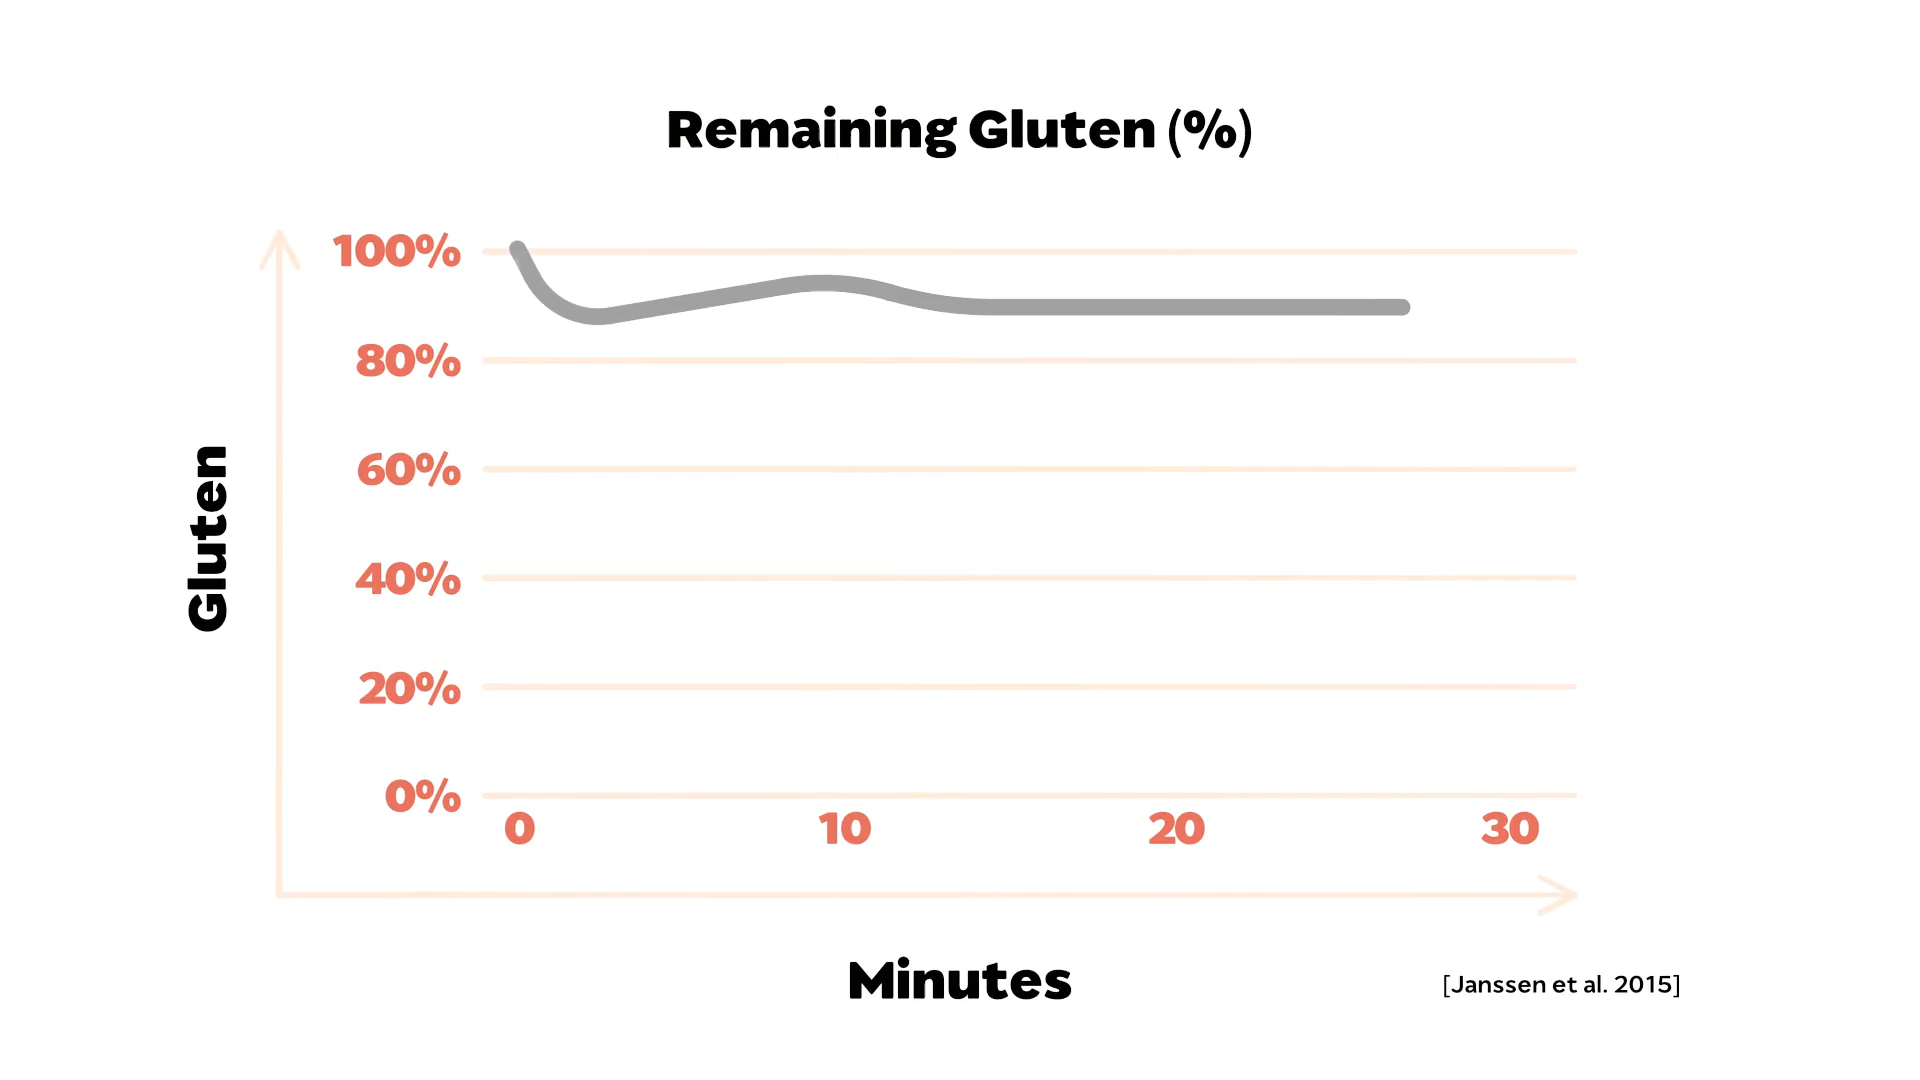 Remaining Gluten (%)
100%
80%
60%
40%
20%
0%
Gluten
0 10 20 30
Minutes
[Janssen et al. 2015]